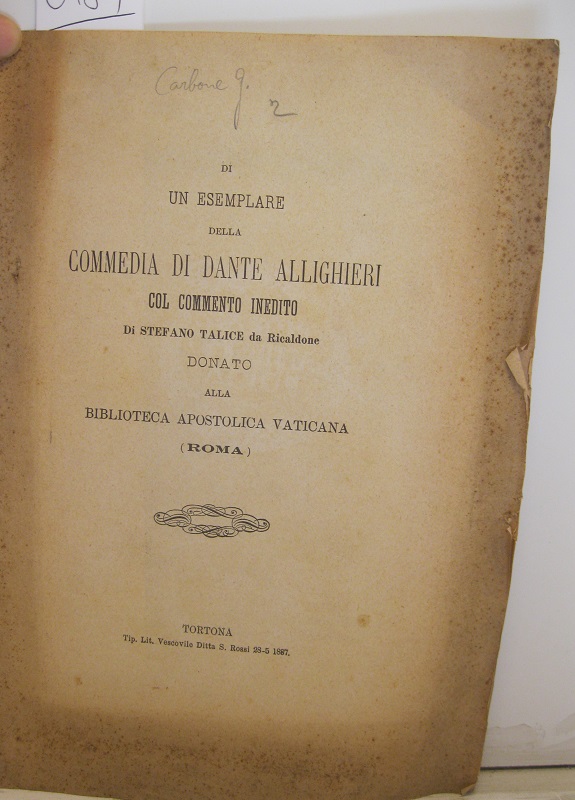 Carbone G.
2
DI
UN ESEMPLARE
DELLA
COMMEDIA DI DANTE ALLIGHIERI
COL COMMENTO INEDITO
Di STEFANO TALICE da Ricaldone
DONATO
ALLA
BIBLIOTECA APOSTOLICA VATICANA
(ROMA)
TORTONA
Tip. Lit. Vescovile Ditta S. Rossi 28-5 1887.